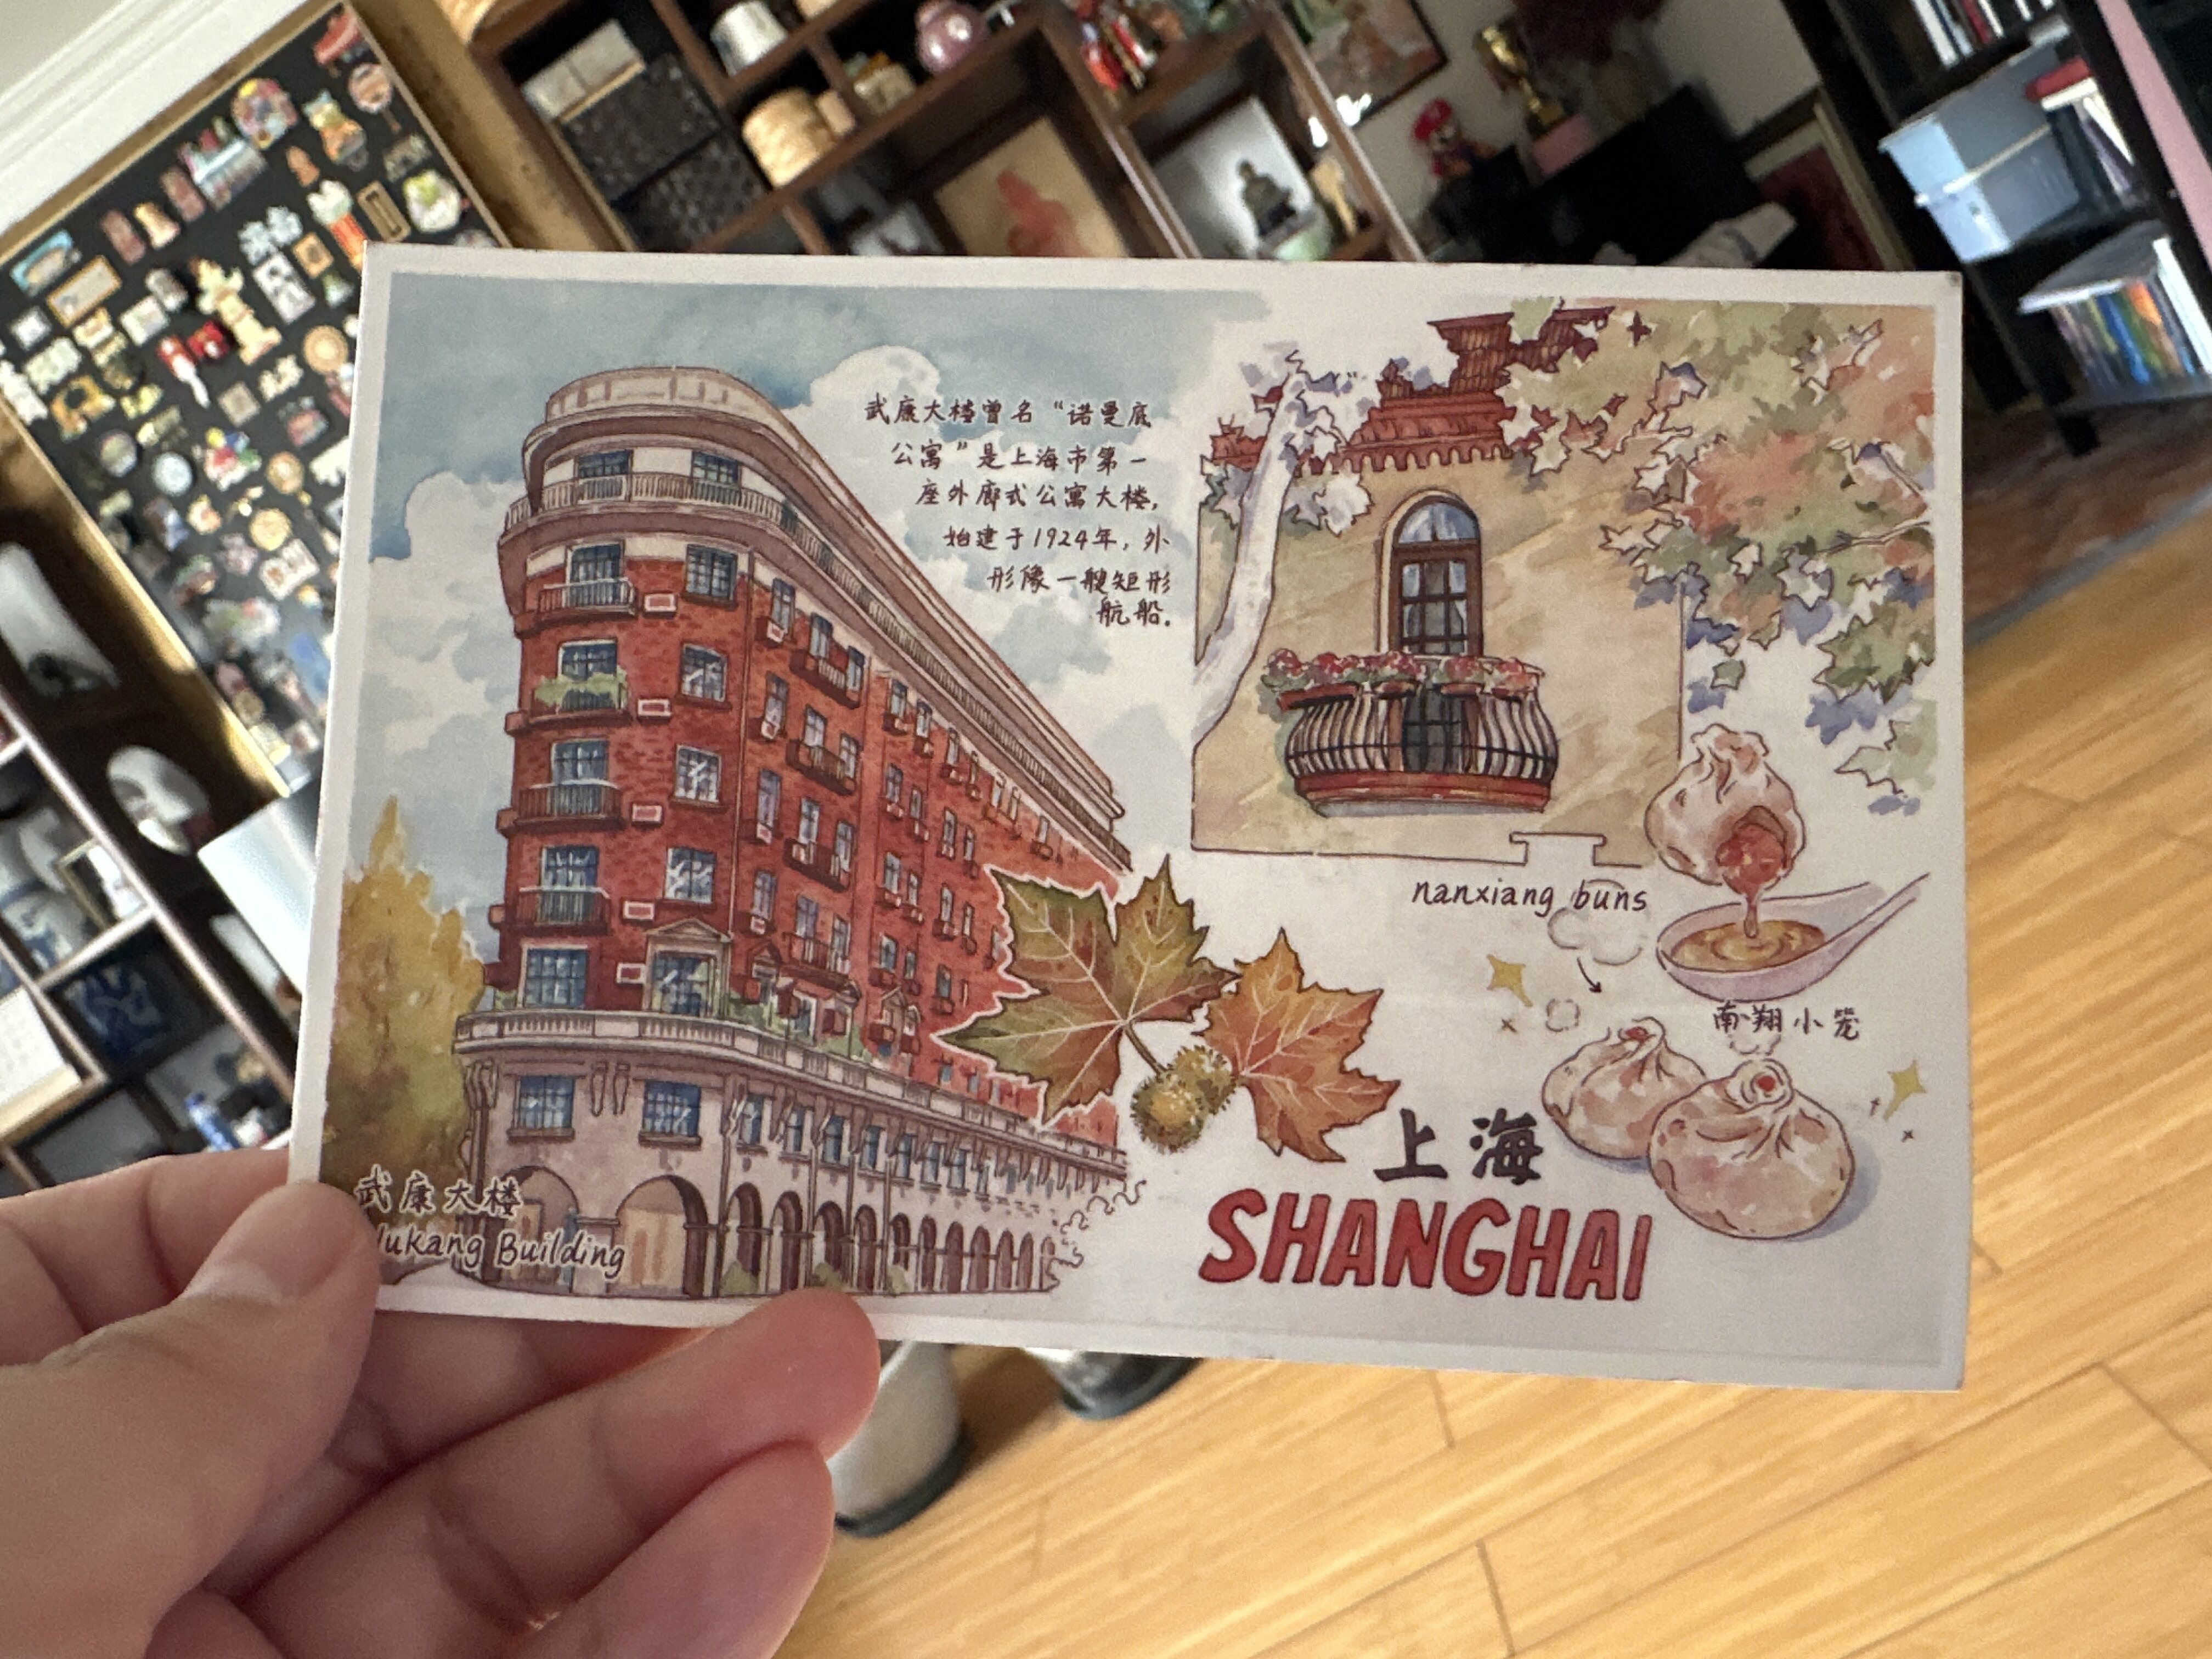 武康大楼曾名“诺曼底
公寓”是上海市第一
座外廊式公寓大楼,
始建于1924年,外
形像一艘矩形
航船。
nanxiang buns
南翔小笼
武康大楼
ukang Building
上海
SHANGHAI